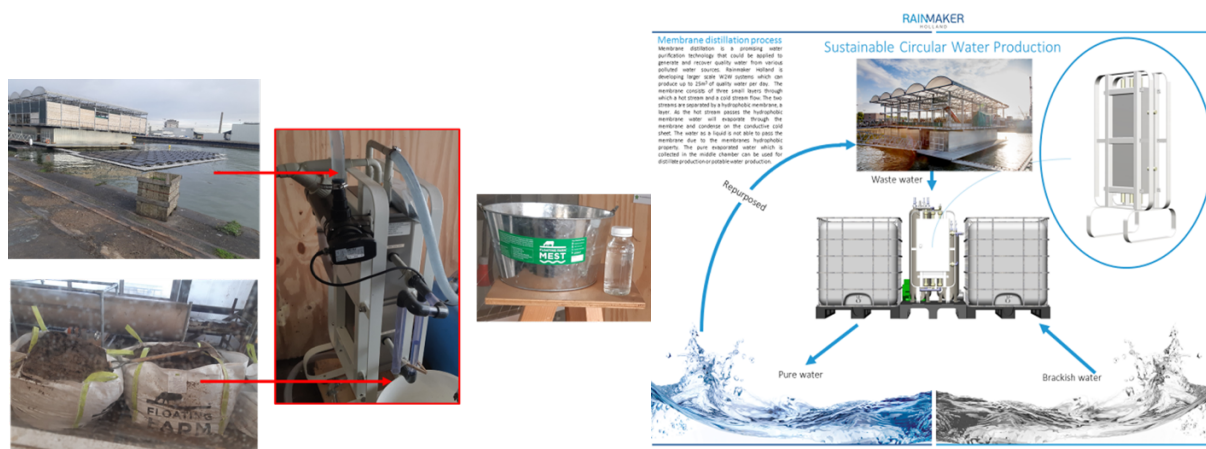 FLOATING
FARM
FLOATING FARM
MEST
RAINMAKER
HOLLAND
Membrane distillation process
Membrane distillation is a promising water
purification technology that could be applied to
generate and recover quality water from various
polluted water sources. Rainmaker Holland is
developing larger scale W2W systems which can
produce up to 25m³ of quality water per day. The
membrane consists of three small layers through
which a hot stream and a cold stream flow. The two
streams are separated by a hydrophobic membrane, a
layer. As the hot stream passes the hydrophobic
membrane water will evaporate through the
membrane and condense on the conductive cold
sheet. The water as a liquid is not able to pass the
membrane due to the membranes hydrophobic
property. The pure evaporated water which is
collected in the middle chamber can be used for
distillate production or potable water production.
Sustainable Circular Water Production
Repurposed
Waste water
Pure water
Brackish water